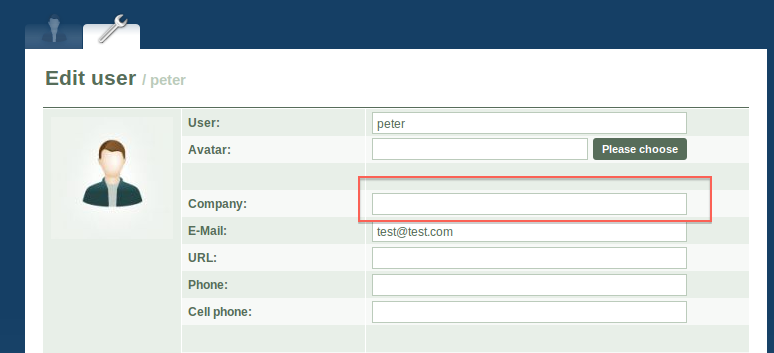 Edit user / peter
User: peter
Avatar: Please choose
Company:
E-Mail: test@test.com
URL:
Phone:
Cell phone: